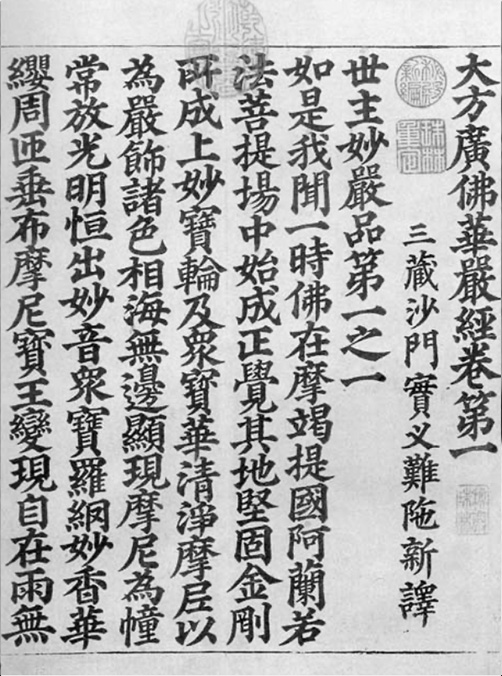 大方廣佛華嚴經卷第一
三藏沙門實义難陁新譯
世主妙嚴品第一之一
如是我聞一時佛在摩竭提國阿蘭若
法菩提場中始成正覺其地堅固金剛
所成上妙寶輪及衆寶華清淨摩尼以
為嚴飾諸色相海無邊顯現摩尼為幢
常放光明恒出妙音衆寶羅網妙香華
纓周匝垂布摩尼寶王變現自在雨無